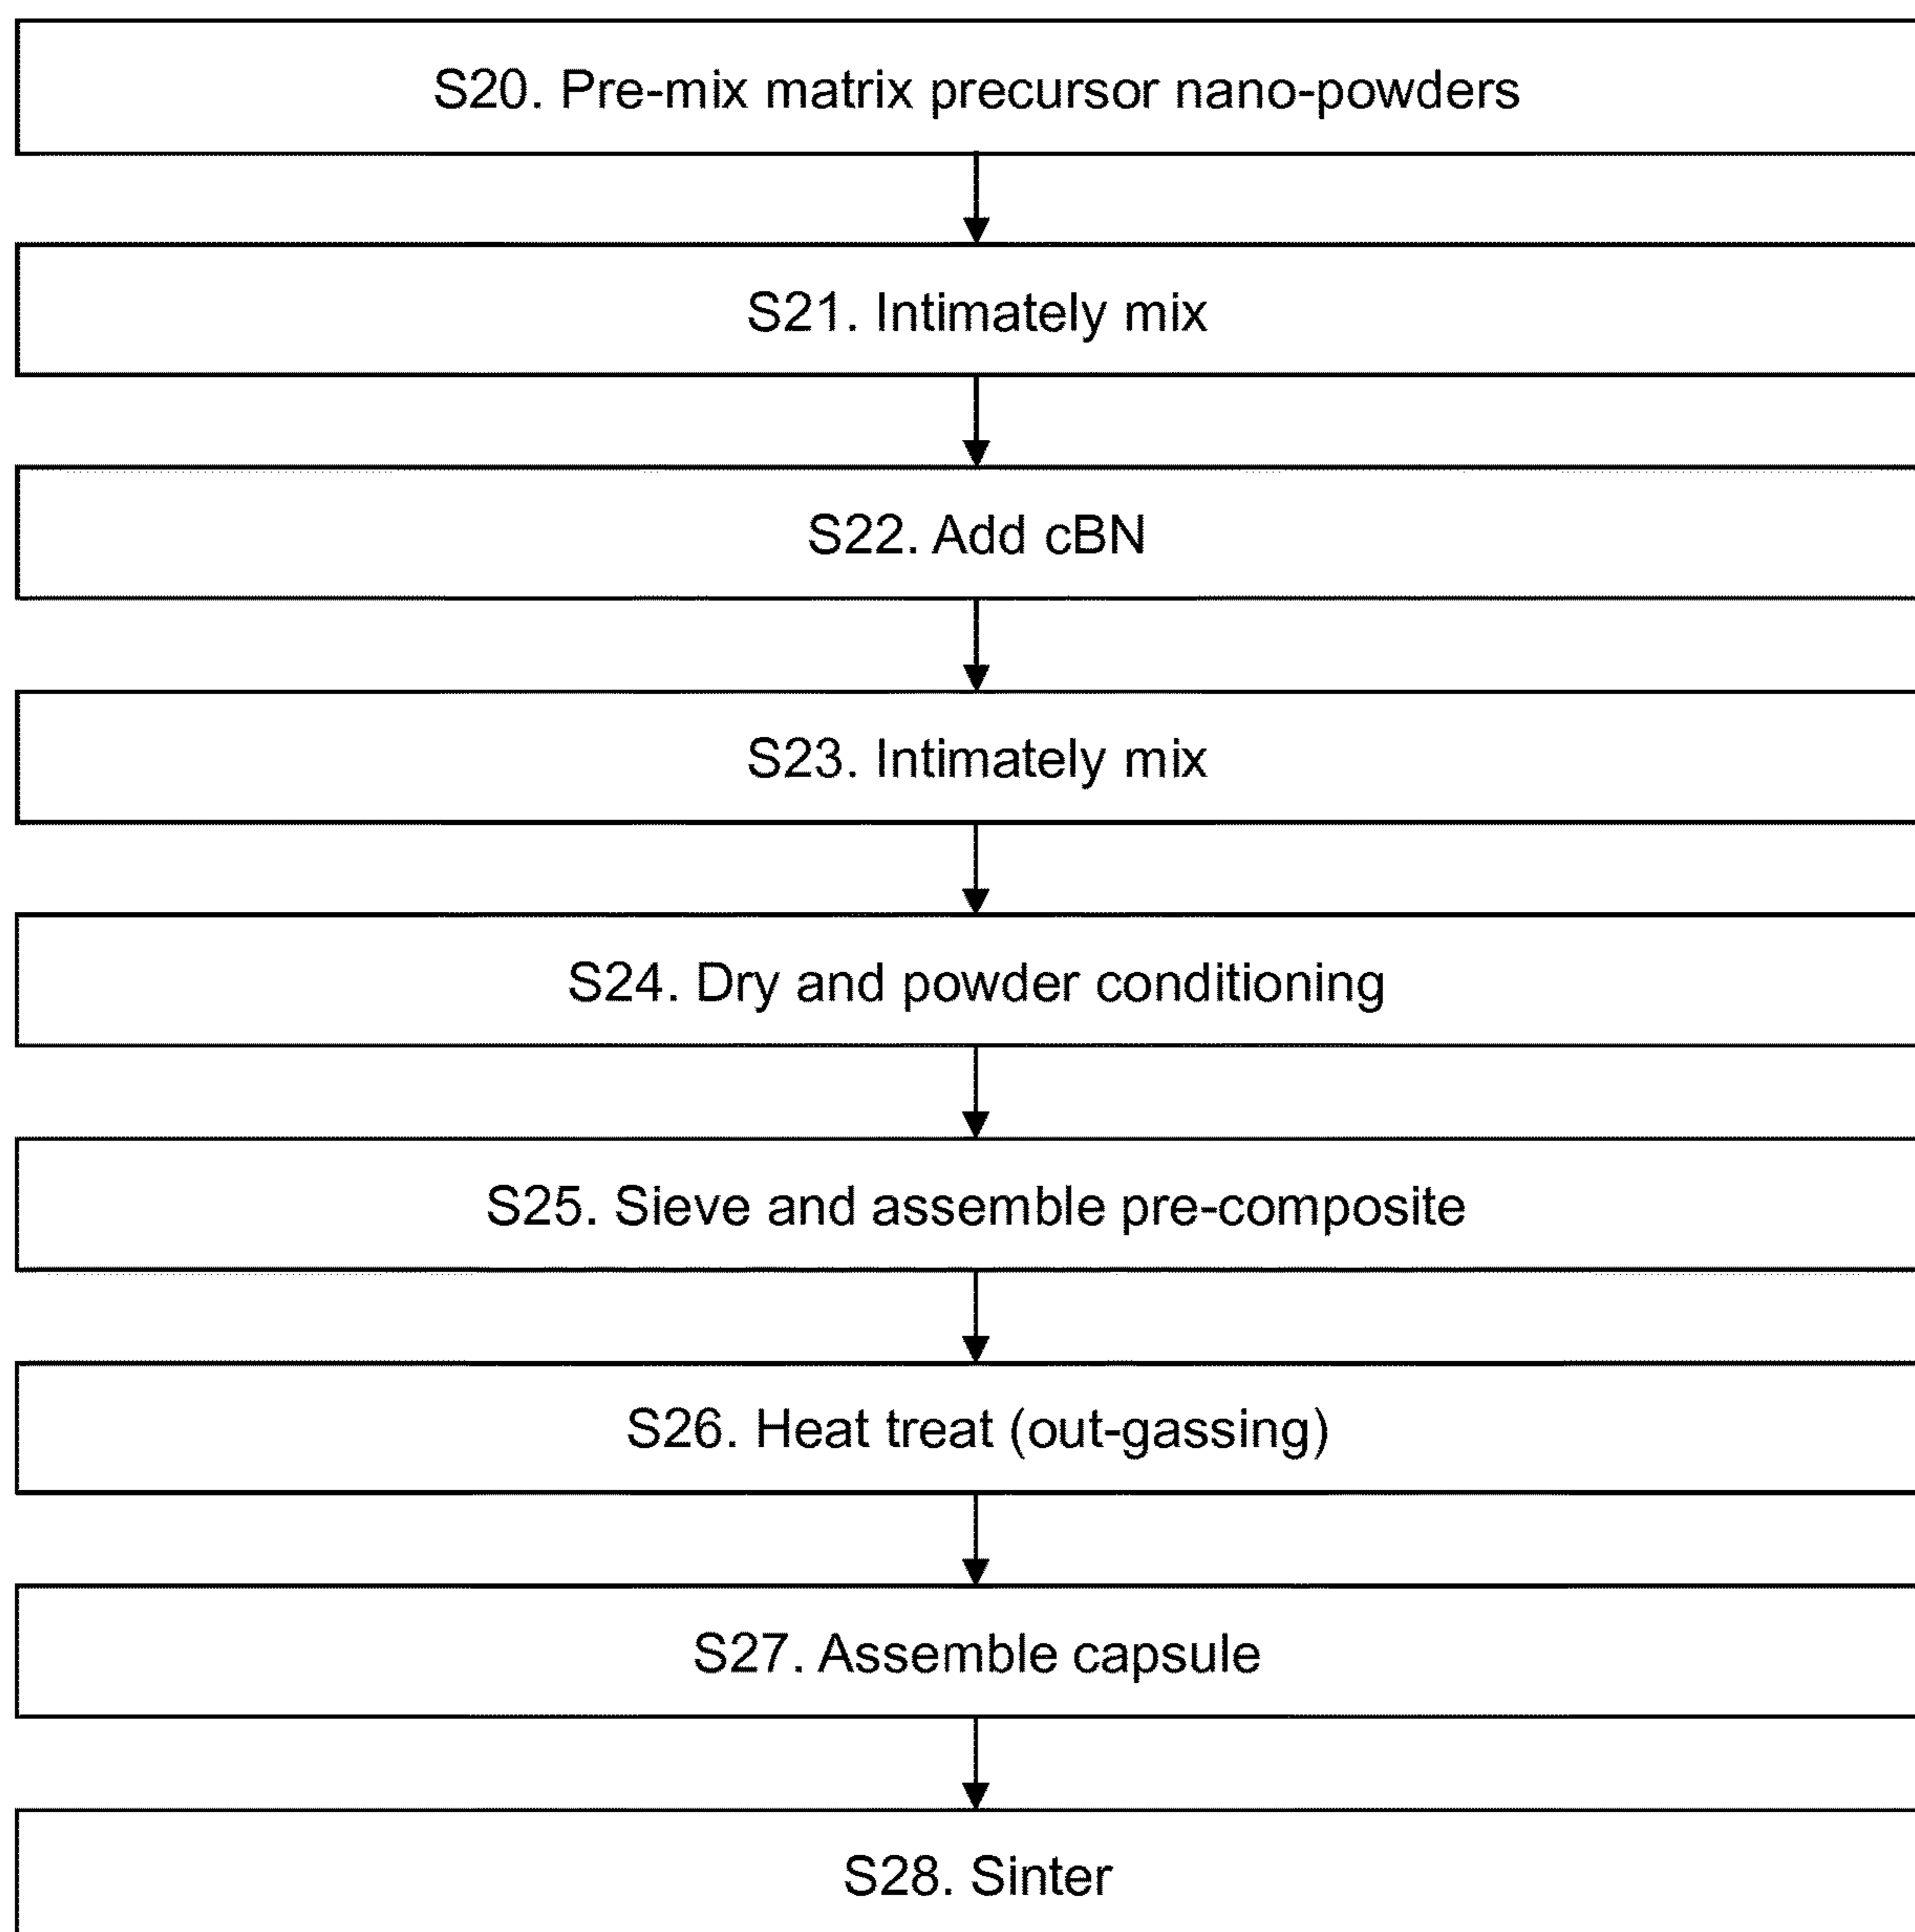 S20. Pre-mix matrix precursor nano-powders
S21. Intimately mix
S22. Add cBN
S23. Intimately mix
S24. Dry and powder conditioning
S25. Sieve and assemble pre-composite
S26. Heat treat (out-gassing)
S27. Assemble capsule
S28. Sinter